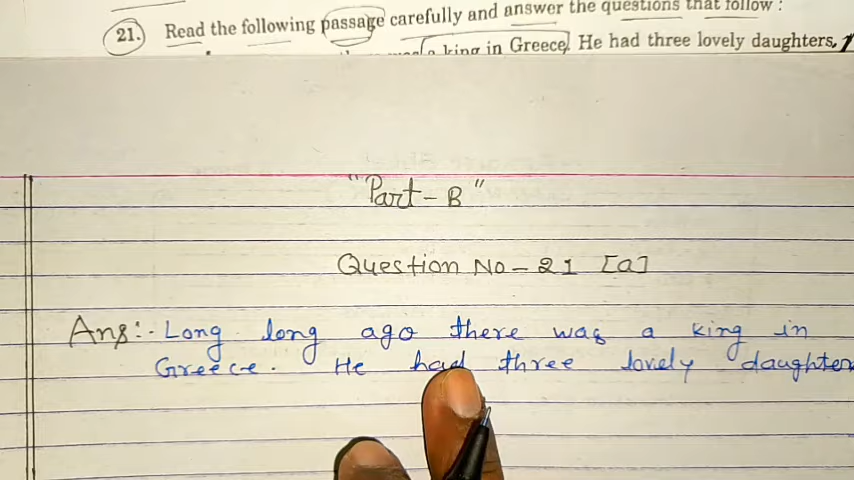 21. Read the following passage carefully and answer the questions that follow :
a king in Greece. He had three lovely daughters,
"Part-B"
Question No-21 [a]
Ans:- Long long ago there was a king in
Greece. He had three lovely daughter